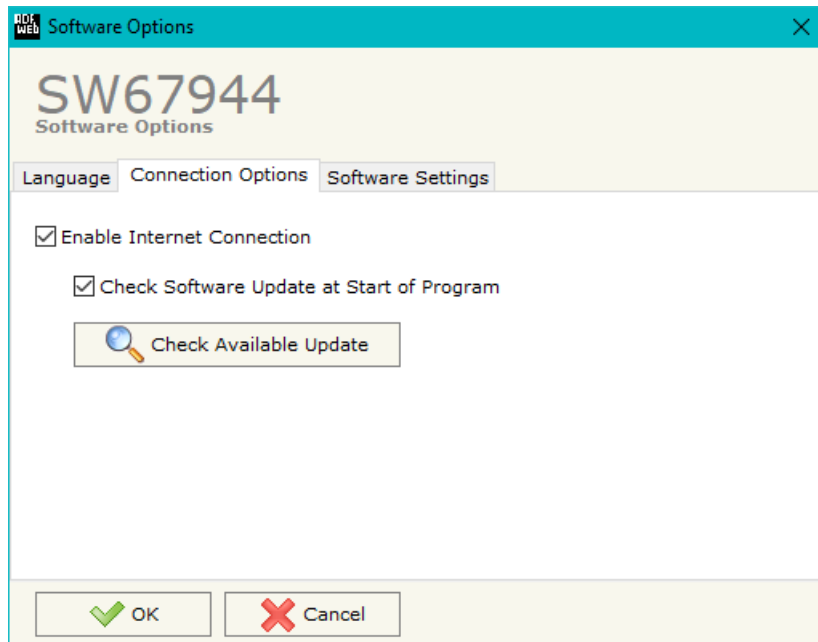 ADF
WEB
Software Options
SW67944
Software Options
Language Connection Options Software Settings
Enable Internet Connection
Check Software Update at Start of Program
Check Available Update
OK Cancel